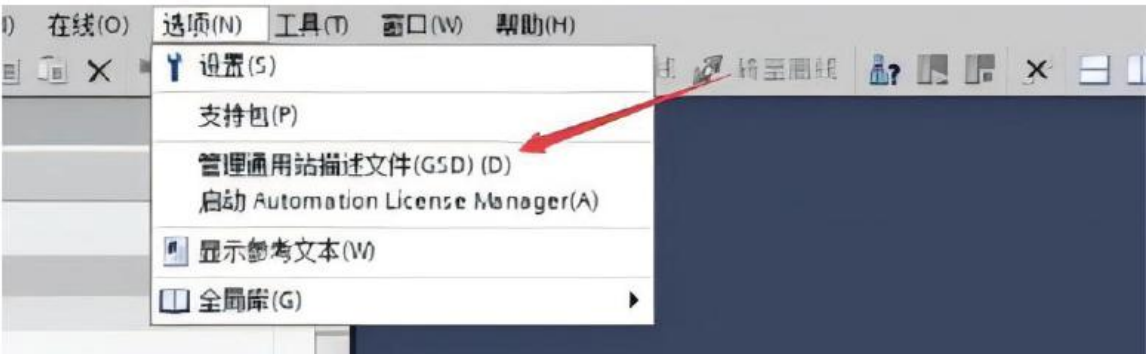 在线(O) 选项(N) 工具(T) 窗口(W) 帮助(H)
设置(S)
支持包(P)
管理通用站描述文件(GSD) (D)
启动 Automation License Manager(A)
显示参考文本(W)
全局库(G)